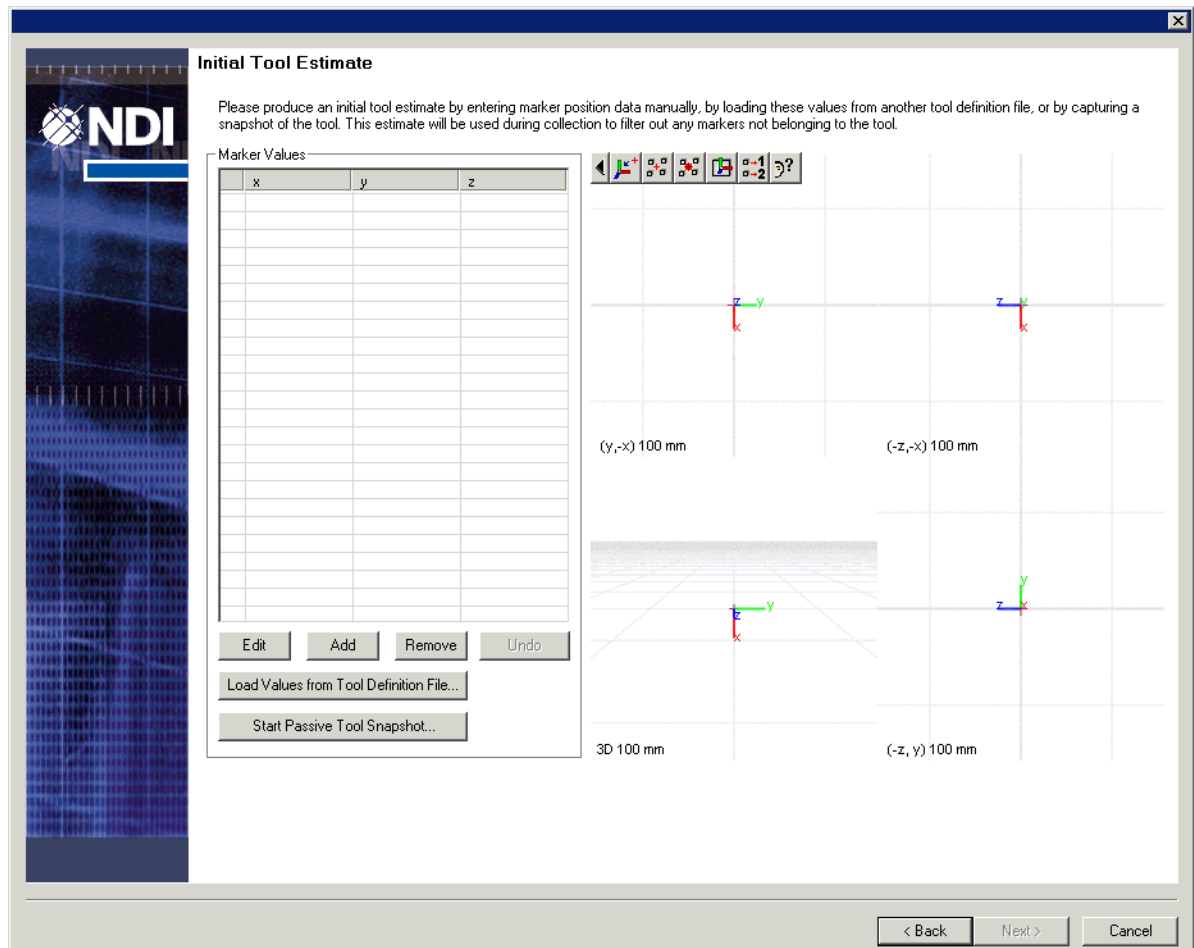 Initial Tool Estimate
NDI
Please produce an initial tool estimate by entering marker position data manually, by loading these values from another tool definition file, or by capturing a
snapshot of the tool. This estimate will be used during collection to filter out any markers not belonging to the tool.
Marker Values
x y z
1
2
?
z y
x
z y
x
(y,-x) 100 mm
(-z,-x) 100 mm
y
z
x
y
z x
3D 100 mm
(-z, y) 100 mm
Edit Add Remove Undo
Load Values from Tool Definition File...
Start Passive Tool Snapshot...
< Back Next > Cancel